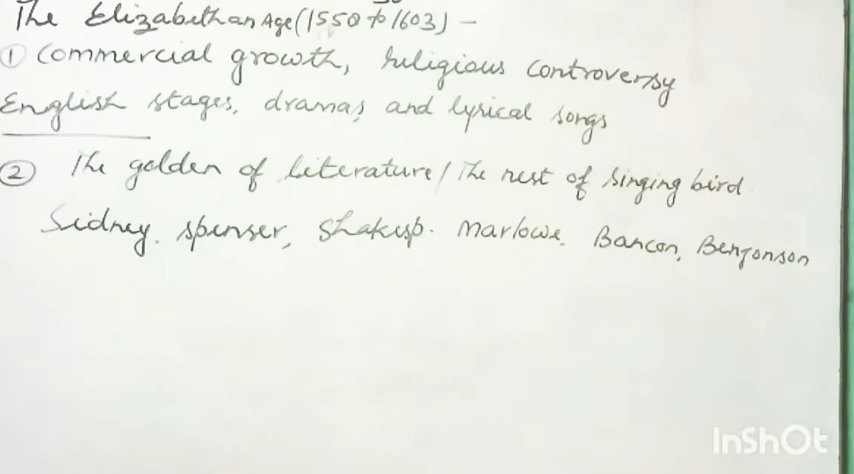 The Elizabethan Age (1550 to 1603) -
① Commercial growth, religious controversy
English stages, dramas and lyrical songs
② The golden of literature / The nest of singing bird
Sidney, Spenser, Shakesp. Marlowe, Bancon, Benjonson
InShOt